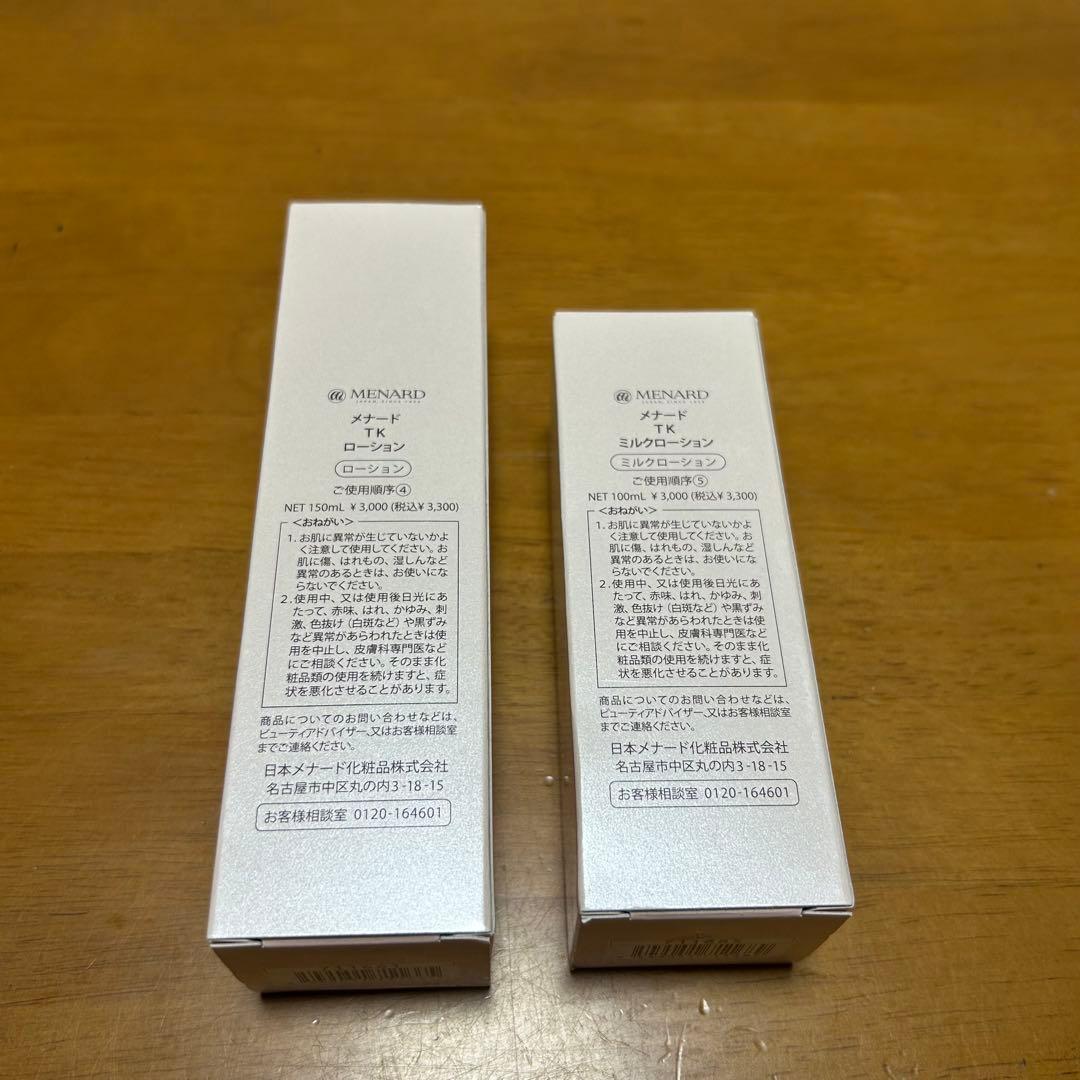 MENARD
JAPAN, SINCE 1959
メナード
TK
ローション
ローション
ご使用順序④
NET 150mL ¥3,000 (税込¥3,300)
<おねがい>
1. お肌に異常が生じていないかよ
く注意して使用してください。お
肌に傷、はれもの、湿しんなど
異常のあるときは、お使いにな
らないでください。
2. 使用中、又は使用後日光にあ
たって、赤味、はれ、かゆみ、刺
激、色抜け(白斑など)や黒ずみ
など異常があらわれたときは使
用を中止し、皮膚科専門医など
にご相談ください。そのまま化
粧品類の使用を続けますと、症
状を悪化させることがあります。
商品についてのお問い合わせなどは、
ビューティアドバイザー、又はお客様相談室
までご連絡ください。
日本メナード化粧品株式会社
名古屋市中区丸の内3-18-15
お客様相談室 0120-164601
MENARD
JAPAN, SINCE 1959
メナード
TK
ミルクローション
ミルクローション
ご使用順序⑤
NET 100mL ¥3,000 (税込¥3,300)
<おねがい>
1. お肌に異常が生じていないかよ
く注意して使用してください。お
肌に傷、はれもの、湿しんなど
異常のあるときは、お使いにな
らないでください。
2. 使用中、又は使用後日光にあ
たって、赤味、はれ、かゆみ、刺
激、色抜け(白斑など)や黒ずみ
など異常があらわれたときは使
用を中止し、皮膚科専門医など
にご相談ください。そのまま化
粧品類の使用を続けますと、症
状を悪化させることがあります。
商品についてのお問い合わせなどは、
ビューティアドバイザー、又はお客様相談室
までご連絡ください。
日本メナード化粧品株式会社
名古屋市中区丸の内3-18-15
お客様相談室 0120-164601